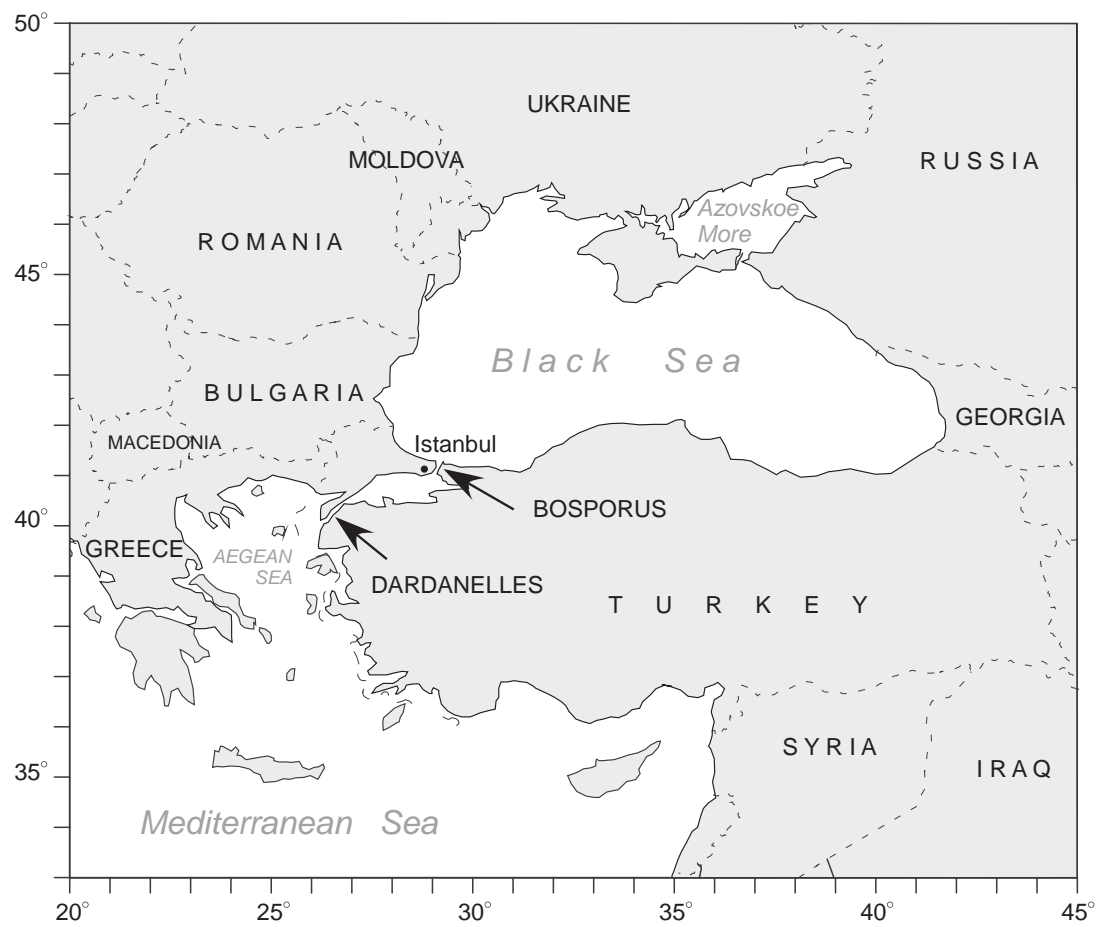 50°
UKRAINE
MOLDOVA
RUSSIA
Azovskoe
More
ROMANIA
45°
Black Sea
BULGARIA
GEORGIA
MACEDONIA
Istanbul
BOSPORUS
40°
GREECE
AEGEAN
SEA
DARDANELLES
TURKEY
SYRIA
IRAQ
35°
Mediterranean Sea
20°
25°
30°
35°
40°
45°